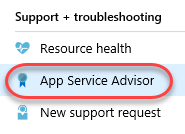 Support + troubleshooting
Resource health
App Service Advisor
New support request